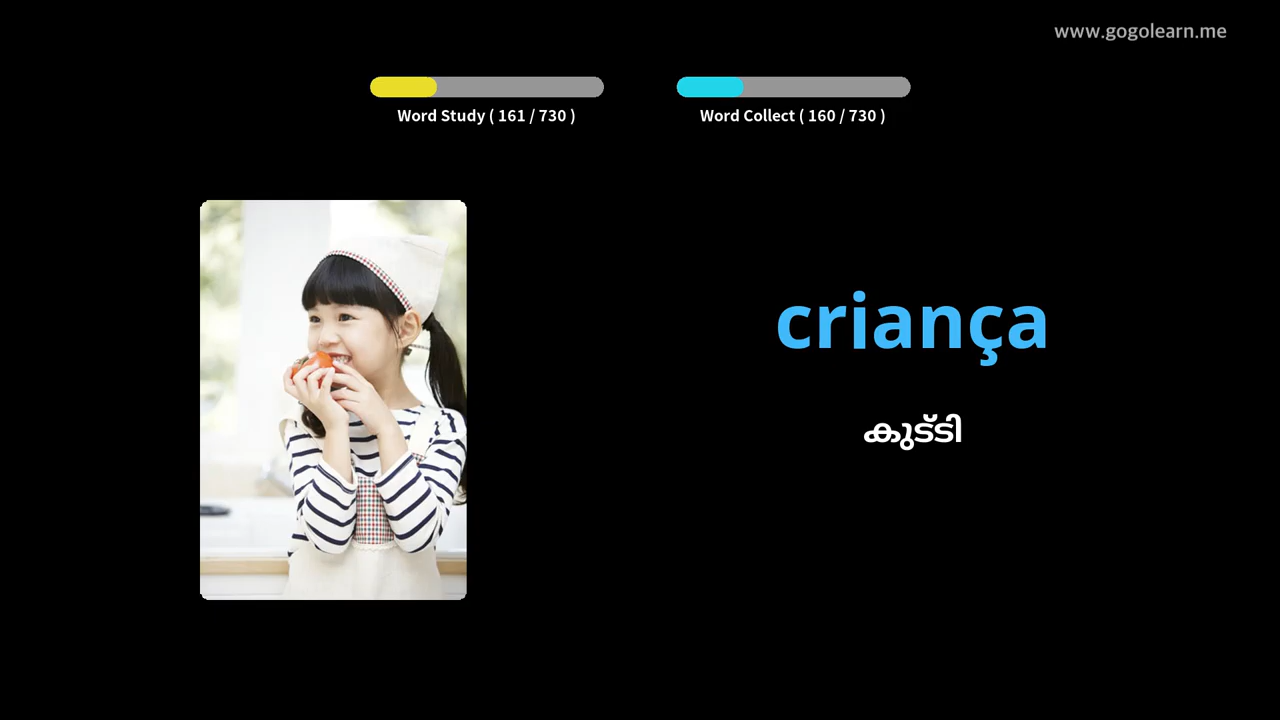 www.gogolearn.me
Word Study ( 161 / 730 )
Word Collect ( 160 / 730 )
criança
കുട്ടി